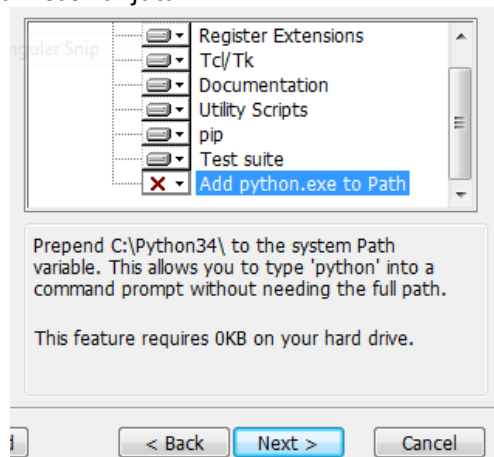 Register Extensions
ngular Snip
Tcl/Tk
Documentation
Utility Scripts
pip
Test suite
Add python.exe to Path
Prepend C:\Python34\ to the system Path
variable. This allows you to type 'python' into a
command prompt without needing the full path.
This feature requires 0KB on your hard drive.
< Back
Next >
Cancel